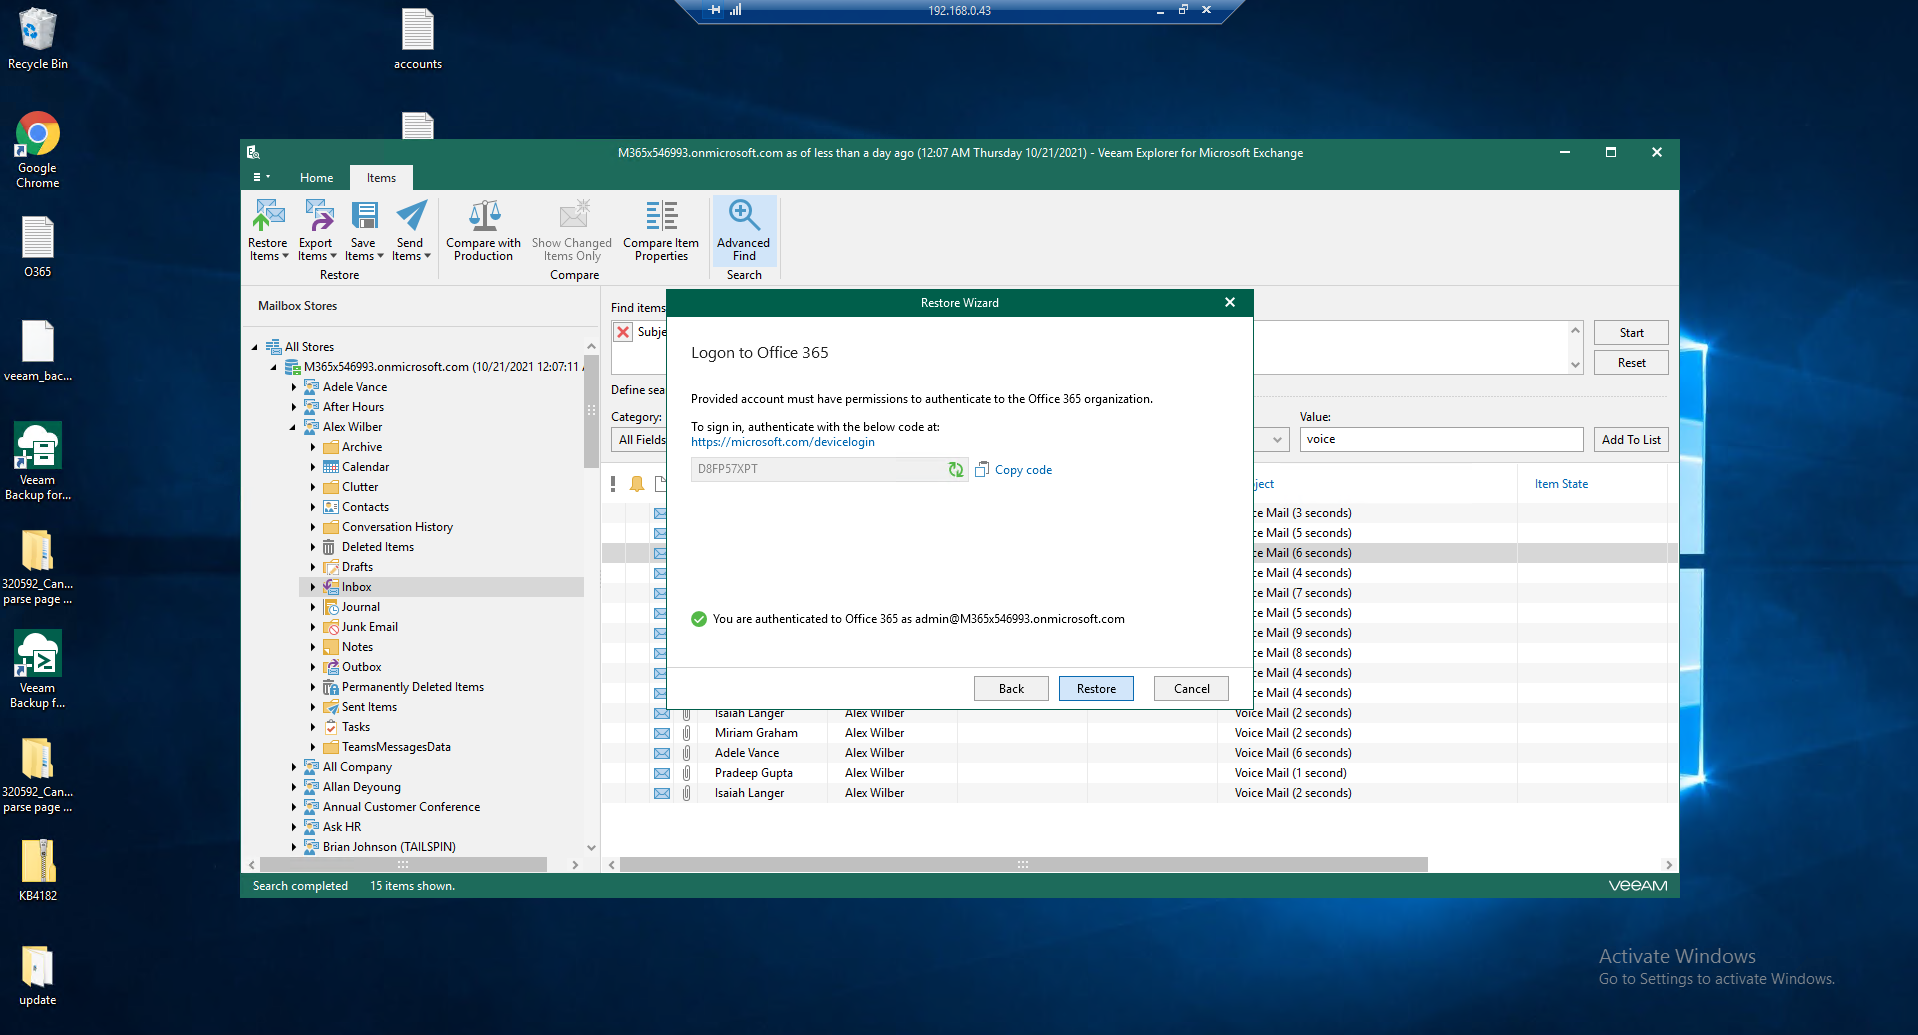 192.168.0.43
Recycle Bin
accounts
Google
Chrome
O365
veeam_bac...
Veeam
Backup for...
320592_Can...
parse page ...
Veeam
Backup f...
320592_Can...
parse page ...
KB4182
update
M365x546993.onmicrosoft.com as of less than a day ago (12:07 AM Thursday 10/21/2021) - Veeam Explorer for Microsoft Exchange
Home
Items
Restore
Items
Export
Items
Save
Items
Send
Items
Restore
Compare with
Production
Show Changed
Items Only
Compare Item
Properties
Compare
Advanced
Find
Search
Mailbox Stores
All Stores
M365x546993.onmicrosoft.com (10/21/2021 12:07:11
Adele Vance
After Hours
Alex Wilber
Archive
Calendar
Clutter
Contacts
Conversation History
Deleted Items
Drafts
Inbox
Journal
Junk Email
Notes
Outbox
Permanently Deleted Items
Sent Items
Tasks
TeamsMessagesData
All Company
Allan Deyoung
Annual Customer Conference
Ask HR
Brian Johnson (TAILSPIN)
Find items
Subje
Start
Reset
Define sea
Category:
All Fields
Value:
voice
Add To List
Restore Wizard
Logon to Office 365
Provided account must have permissions to authenticate to the Office 365 organization.
To sign in, authenticate with the below code at:
https://microsoft.com/devicelogin
D8FP57XPT
Copy code
You are authenticated to Office 365 as admin@M365x546993.onmicrosoft.com
Back
Restore
Cancel
ject
Item State
ce Mail (3 seconds)
ce Mail (5 seconds)
ce Mail (6 seconds)
ce Mail (4 seconds)
ce Mail (7 seconds)
ce Mail (5 seconds)
ce Mail (9 seconds)
ce Mail (8 seconds)
ce Mail (4 seconds)
ce Mail (4 seconds)
Isaiah Langer Alex Wilber Voice Mail (2 seconds)
Miriam Graham Alex Wilber Voice Mail (2 seconds)
Adele Vance Alex Wilber Voice Mail (6 seconds)
Pradeep Gupta Alex Wilber Voice Mail (1 second)
Isaiah Langer Alex Wilber Voice Mail (2 seconds)
Search completed
15 items shown.
VEEAM
Activate Windows
Go to Settings to activate Windows.